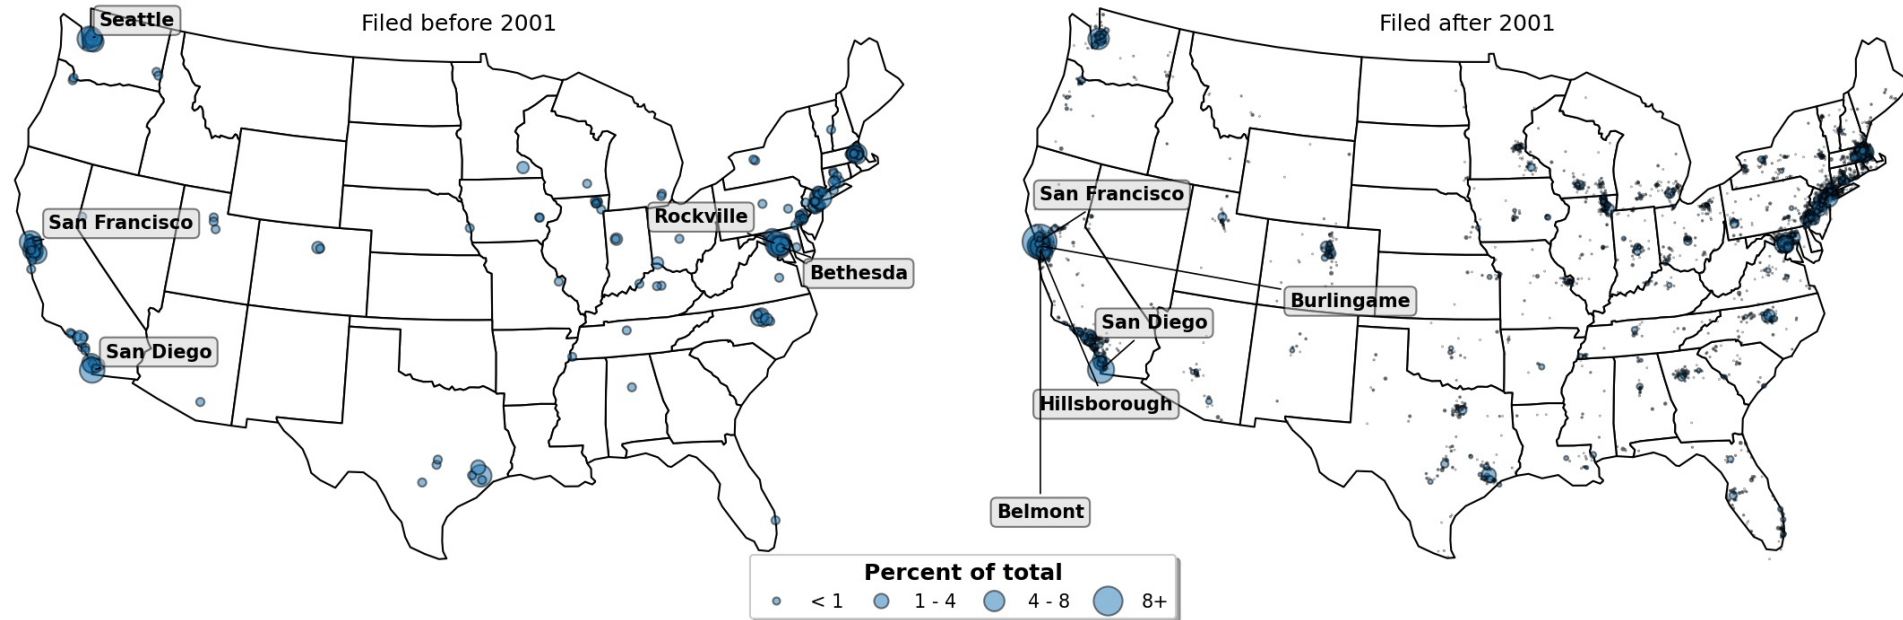 Filed before 2001
Seattle
San Francisco
Rockville
Bethesda
San Diego
Filed after 2001
San Francisco
Burlingame
San Diego
Hillsborough
Belmont
Percent of total
< 1
1 - 4
4 - 8
8+